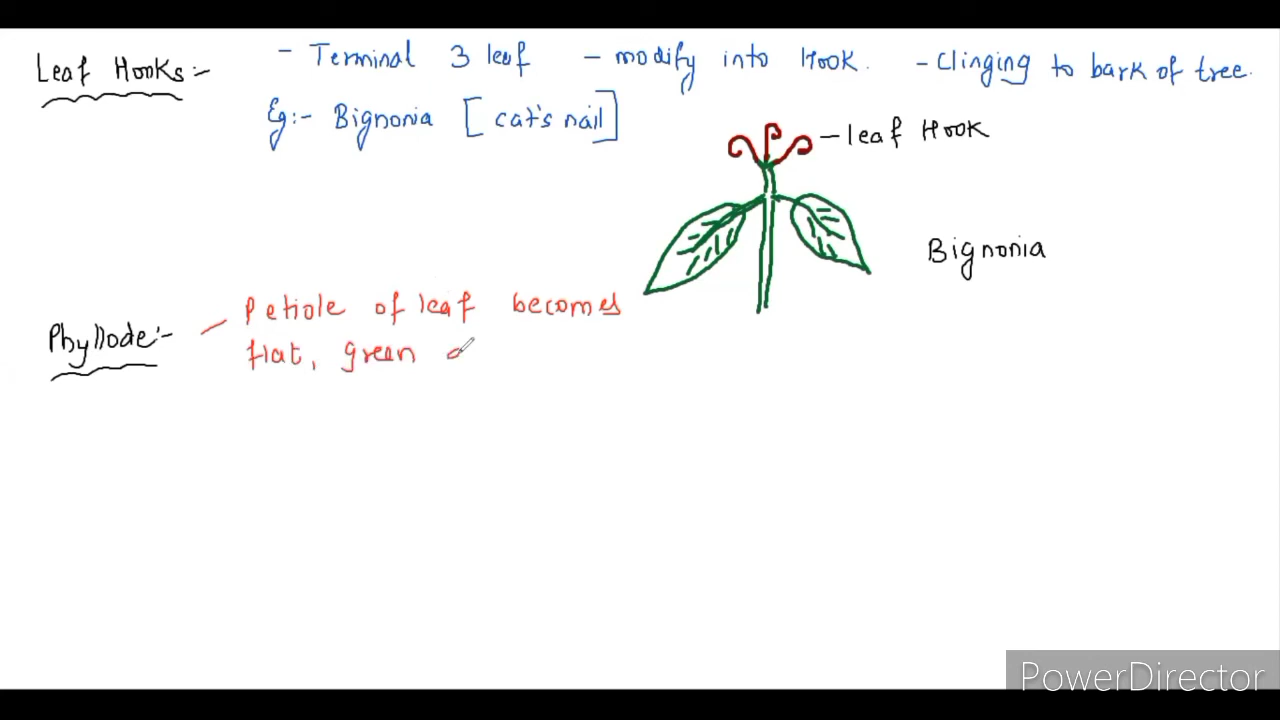 Leaf Hooks:- - Terminal 3 leaf - modify into Hook. - Clinging to bark of tree.
Eg:- Bignonia [cat's nail]
- leaf Hook
Bignonia
Phyllode:- - Petiole of leaf becomes
flat, green
PowerDirector